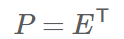 P = E^⊤